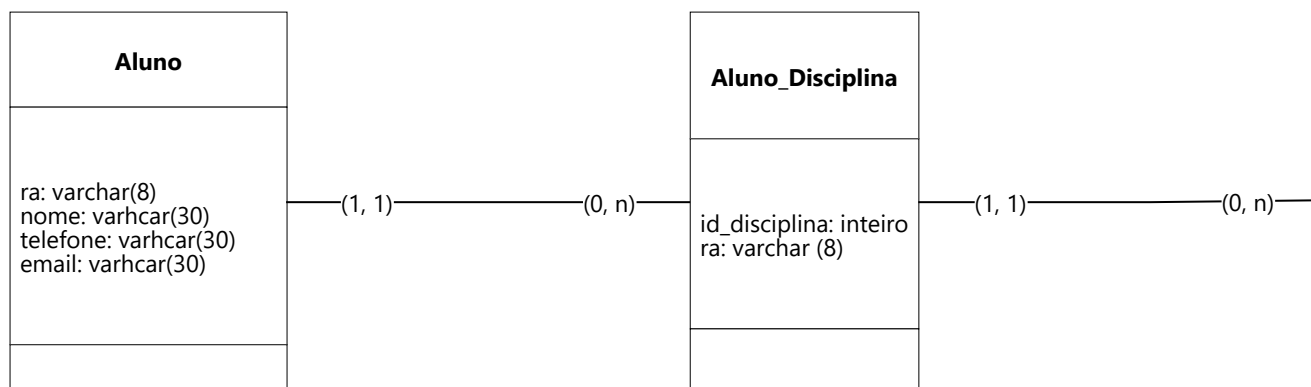 Aluno
ra: varchar(8)
nome: varhcar(30)
telefone: varhcar(30)
email: varhcar(30)
(1, 1)
(0, n)
Aluno_Disciplina
id_disciplina: inteiro
ra: varchar (8)
(1, 1)
(0, n)